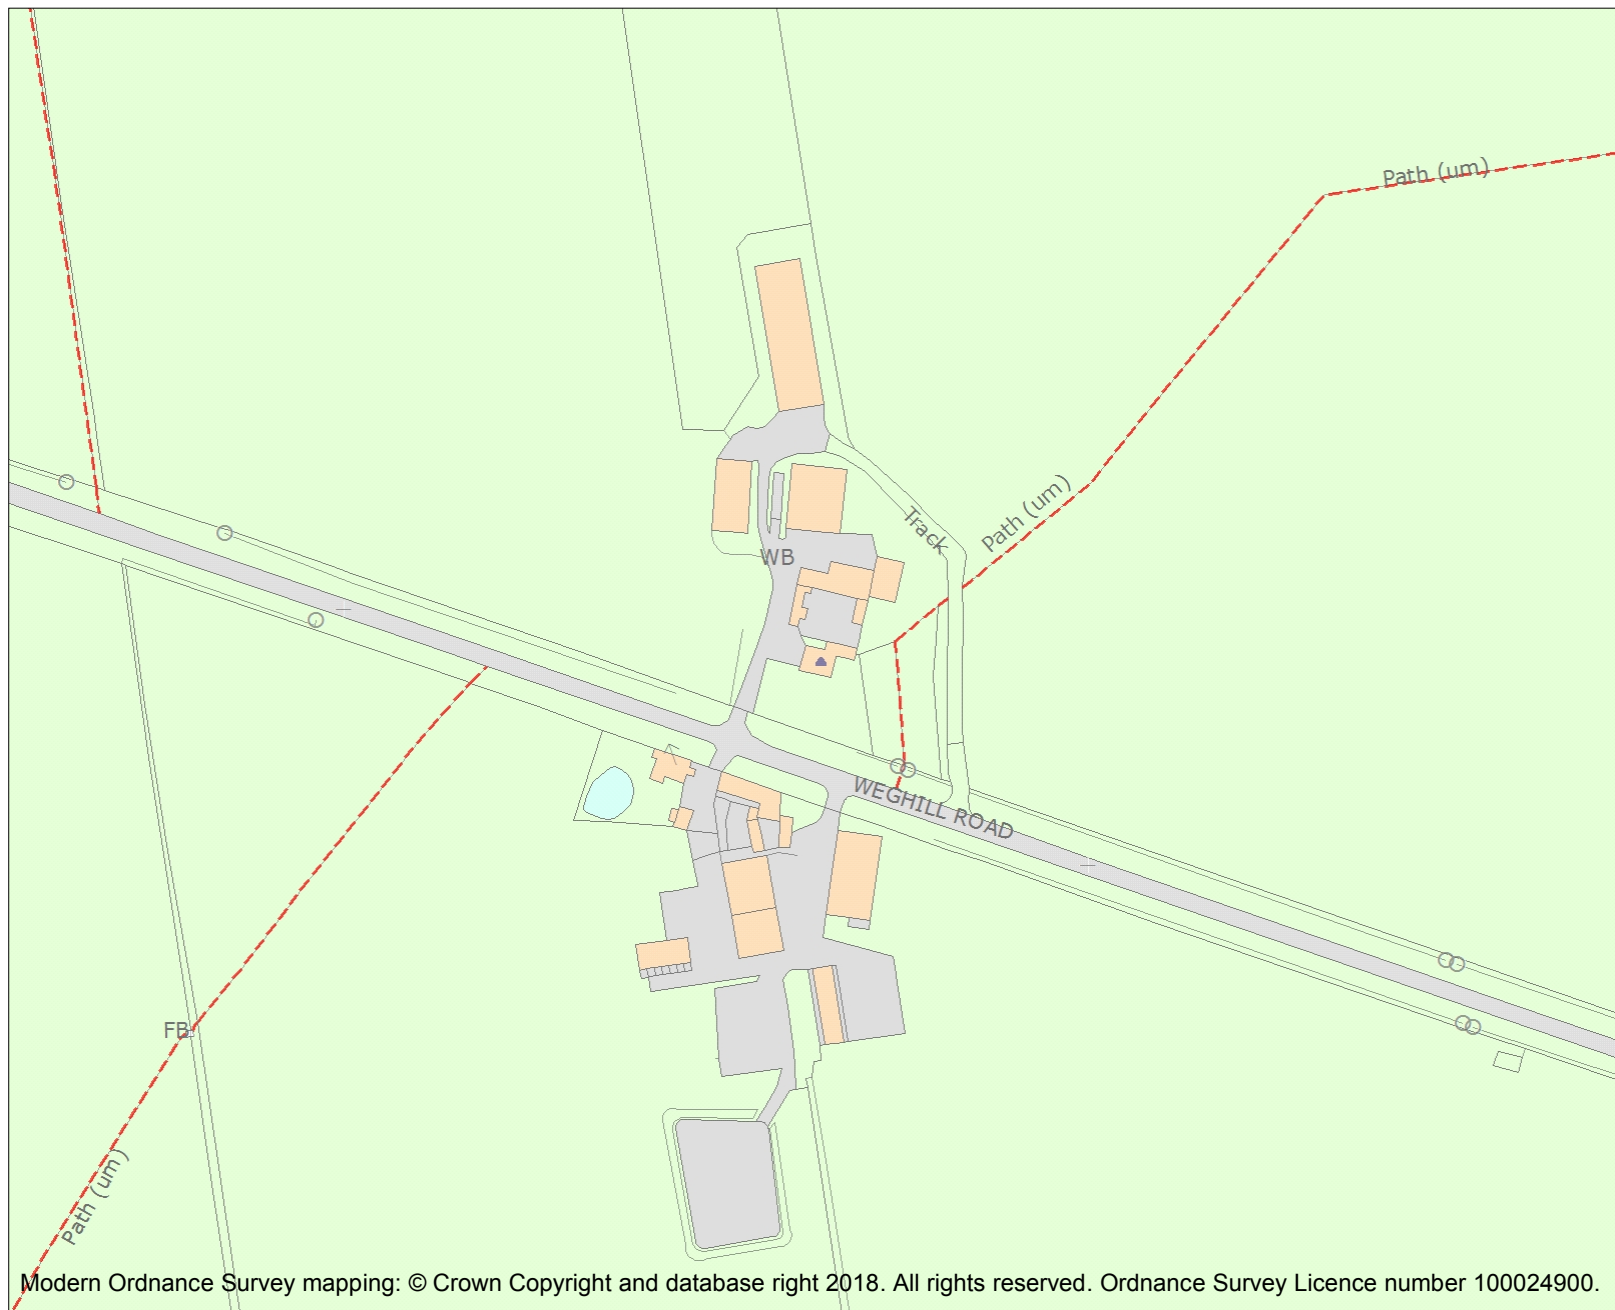 Path (um)
Track
Path (um)
WB
WEGHILL ROAD
FB
Path (um)
Modern Ordnance Survey mapping: © Crown Copyright and database right 2018. All rights reserved. Ordnance Survey Licence number 100024900.